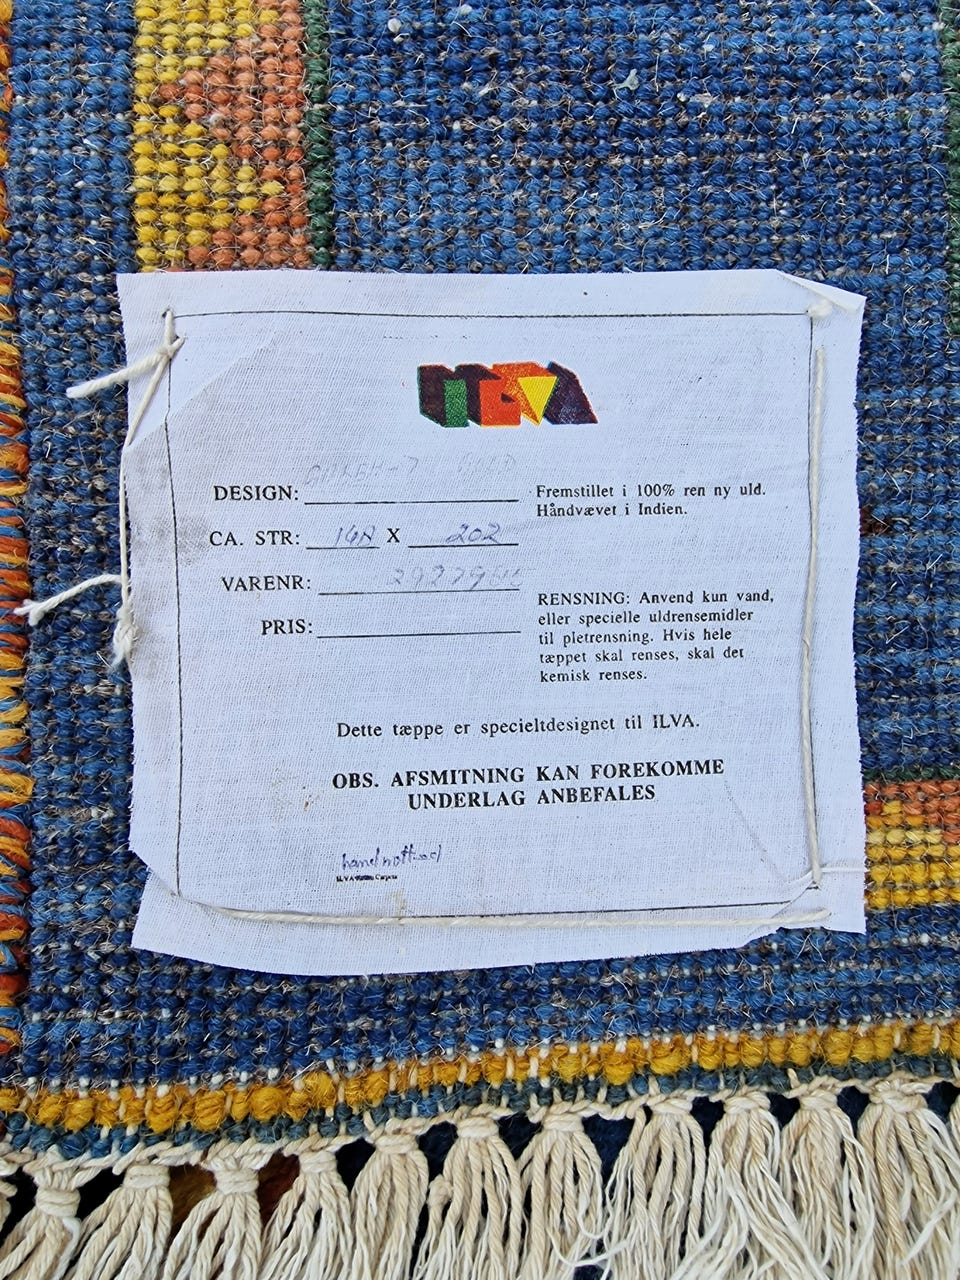 ILVA
DESIGN:
Fremstillet i 100% ren ny uld.
Håndvævet i Indien.
CA. STR: X 202
VARENR:
PRIS:
RENSNING: Anvend kun vand,
eller specielle uldrensemidler
til pletrensning. Hvis hele
tæppet skal renses, skal det
kemisk renses.
Dette tæppe er specieltdesignet til ILVA.
OBS. AFSMITNING KAN FOREKOMME
UNDERLAG ANBEFALES
ILVA